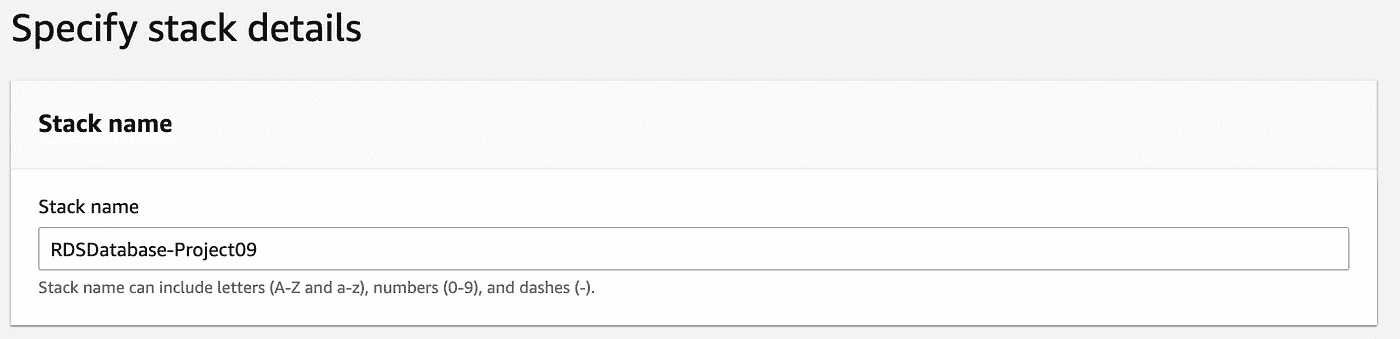 Specify stack details
Stack name
Stack name
RDSDatabase-Project09
Stack name can include letters (A-Z and a-z), numbers (0-9), and dashes (-).